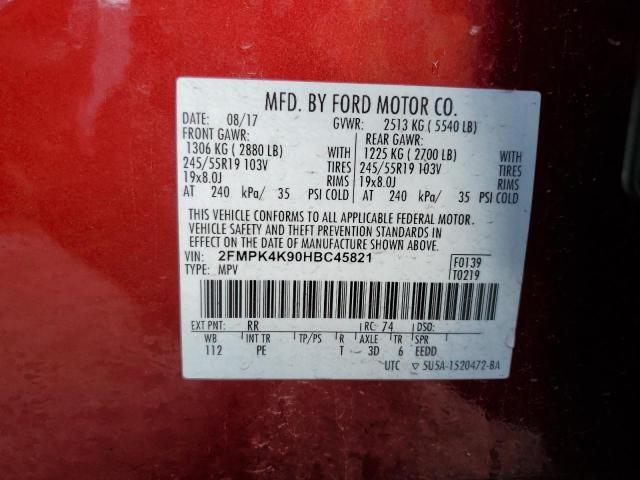 MFD. BY FORD MOTOR CO.
DATE: 08/17 GVWR: 2513 KG ( 5540 LB)
FRONT GAWR: REAR GAWR:
1306 KG ( 2880 LB) WITH 1225 KG ( 2700 LB) WITH
245/55R19 103V TIRES 245/55R19 103V TIRES
19x8.0J RIMS 19x8.0J RIMS
AT 240 kPa/ 35 PSI COLD AT 240 kPa/ 35 PSI COLD
THIS VEHICLE CONFORMS TO ALL APPLICABLE FEDERAL MOTOR
VEHICLE SAFETY AND THEFT PREVENTION STANDARDS IN
EFFECT ON THE DATE OF MANUFACTURE SHOWN ABOVE.
VIN: 2FMPK4K90HBC45821 F0139
TYPE: MPV T0219
EXT PNT: RR RC: 74 DSO:
WB INT TR TP/PS R AXLE TR SPR
112 PE T 3D 6 EEDD
UTC ▽ 5U5A-1520472-BA